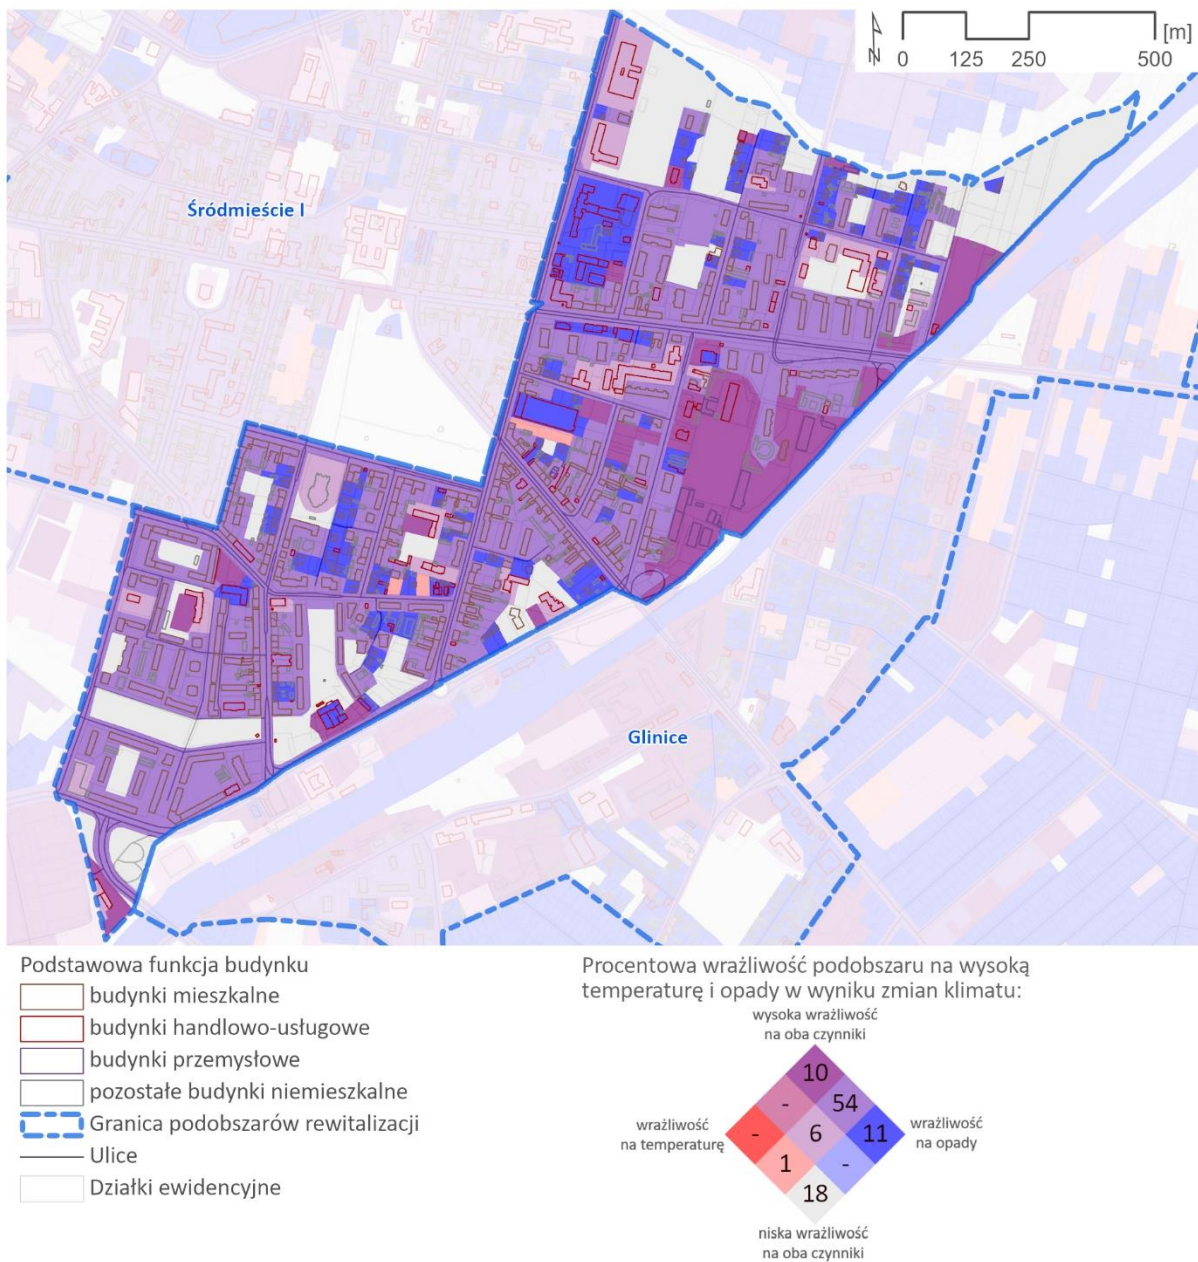 [m]
0 125 250 500
N
Śródmieście I
Glinice
Podstawowa funkcja budynku
budynki mieszkalne
budynki handlowo-usługowe
budynki przemysłowe
pozostałe budynki niemieszkalne
Granica podobszarów rewitalizacji
Ulice
Działki ewidencyjne
Procentowa wrażliwość podobszaru na wysoką
temperaturę i opady w wyniku zmian klimatu:
wysoka wrażliwość
na oba czynniki
10
- 54
wrażliwość
na temperaturę
- 6 11
wrażliwość
na opady
1 -
18
niska wrażliwość
na oba czynniki